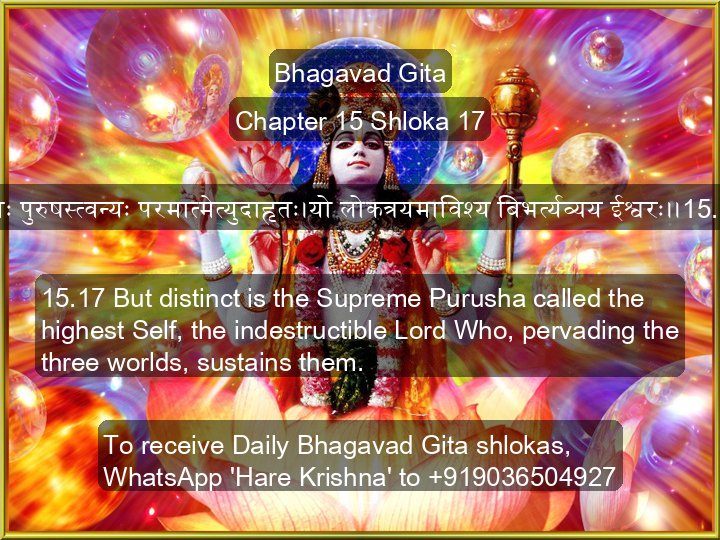 Bhagavad Gita
Chapter 15 Shloka 17
पुरुषस्त्वन्यः परमात्मेत्युदाहृतः।यो लोकत्रयमाविश्य बिभर्त्यव्यय ईश्वरः।।15.
15.17 But distinct is the Supreme Purusha called the
highest Self, the indestructible Lord Who, pervading the
three worlds, sustains them.
To receive Daily Bhagavad Gita shlokas,
WhatsApp 'Hare Krishna' to +919036504927